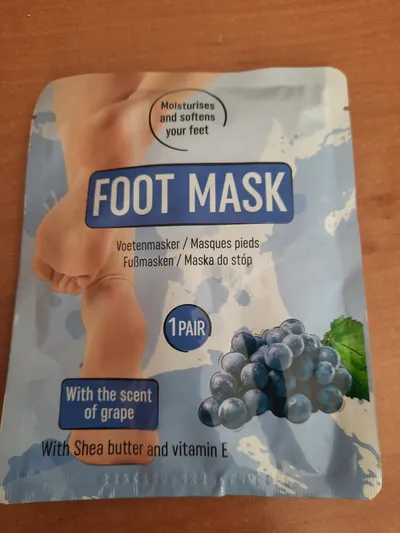 Moisturises
and softens
your feet
FOOT MASK
Voetenmasker / Masques pieds
Fußmasken / Maska do stóp
1 PAIR
With the scent
of grape
With Shea butter and vitamin E